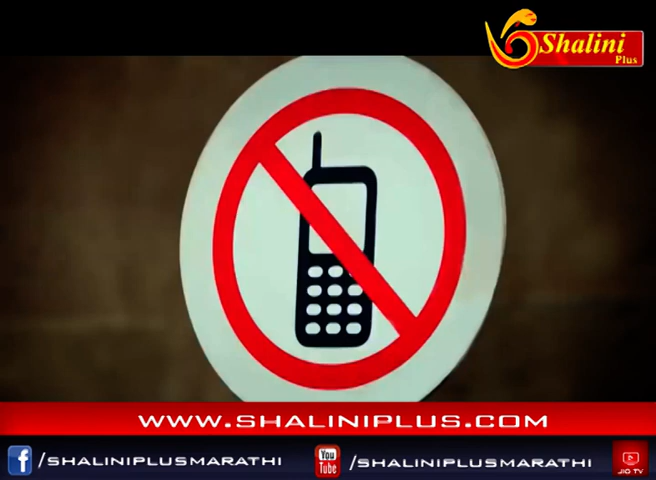 Shalini
Plus
WWW.SHALINIPLUS.COM
f /SHALINIPLUSMARATHI
You Tube /SHALINIPLUSMARATHI
JIO TV